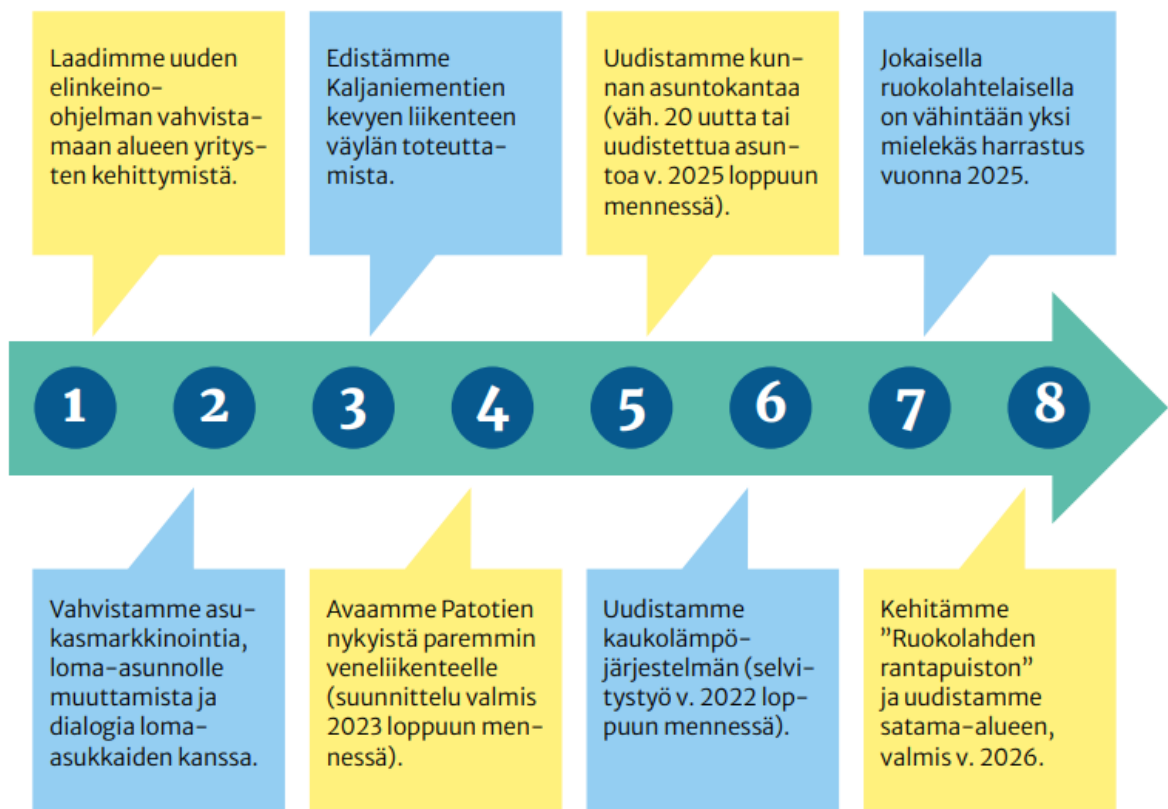 Laadimme uuden
elinkeino-
ohjelman vahvista-
maan alueen yritys-
ten kehittymistä.
Edistämme
Kaljaniementien
kevyen liikenteen
väylän toteutta-
mista.
Uudistamme kun-
nan asuntokantaa
(väh. 20 uutta tai
uudistettua asun-
toa v. 2025 loppuun
mennessä).
Jokaisella
ruokolahtelaisella
on vähintään yksi
mielekäs harrastus
vuonna 2025.
1
2
3
4
5
6
7
8
Vahvistamme asu-
kasmarkkinointia,
loma-asunnolle
muuttamista ja
dialogia loma-
asukkaiden kanssa.
Avaamme Patotien
nykyistä paremmin
veneliikenteelle
(suunnittelu valmis
2023 loppuun men-
nessä).
Uudistamme
kaukolämpö-
järjestelmän (selvi-
tystyö v. 2022 lop-
puun mennessä).
Kehitämme
”Ruokolahden
rantapuiston”
ja uudistamme
satama-alueen,
valmis v. 2026.